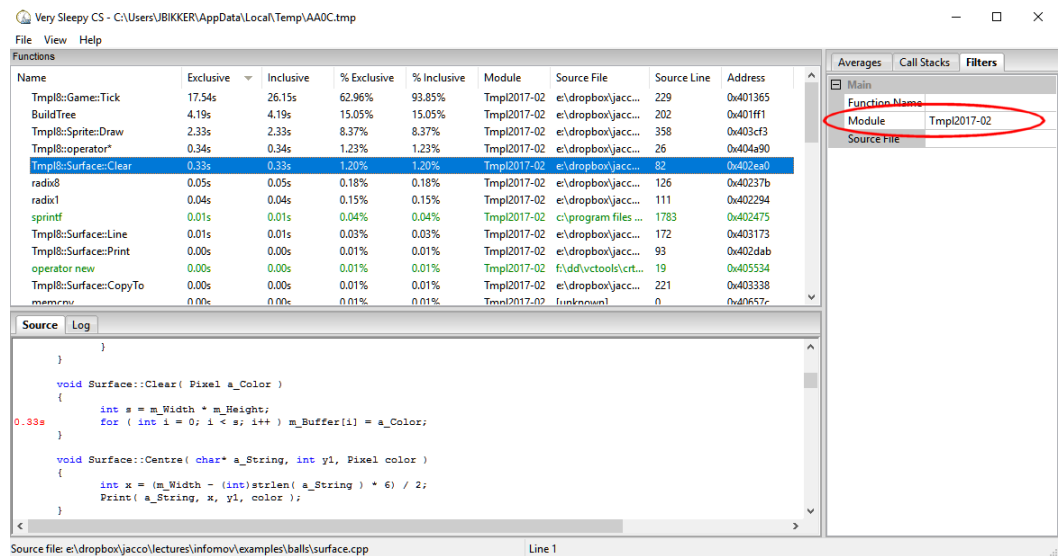 Very Sleepy CS - C:\Users\JBIKKER\AppData\Local\Temp\AA0C.tmp
File View Help
Functions
Name Exclusive Inclusive % Exclusive % Inclusive Module Source File Source Line Address
Tmpl8::Game::Tick 17.54s 26.15s 62.96% 93.85% Tmpl2017-02 e:\dropbox\jacc... 229 0x401365
BuildTree 4.19s 4.19s 15.05% 15.05% Tmpl2017-02 e:\dropbox\jacc... 202 0x401ff1
Tmpl8::Sprite::Draw 2.33s 2.33s 8.37% 8.37% Tmpl2017-02 e:\dropbox\jacc... 358 0x403cf3
Tmpl8::operator* 0.34s 0.34s 1.23% 1.23% Tmpl2017-02 e:\dropbox\jacc... 26 0x404a90
Tmpl8::Surface::Clear 0.33s 0.33s 1.20% 1.20% Tmpl2017-02 e:\dropbox\jacc... 82 0x402ea0
radix8 0.05s 0.05s 0.18% 0.18% Tmpl2017-02 e:\dropbox\jacc... 126 0x40237b
radix1 0.04s 0.04s 0.15% 0.15% Tmpl2017-02 e:\dropbox\jacc... 111 0x402294
sprintf 0.01s 0.01s 0.04% 0.04% Tmpl2017-02 c:\program files ... 1783 0x402475
Tmpl8::Surface::Line 0.01s 0.01s 0.03% 0.03% Tmpl2017-02 e:\dropbox\jacc... 172 0x403173
Tmpl8::Surface::Print 0.00s 0.00s 0.01% 0.01% Tmpl2017-02 e:\dropbox\jacc... 93 0x402dab
operator new 0.00s 0.00s 0.01% 0.01% Tmpl2017-02 f:\dd\vctools\crt... 19 0x405534
Tmpl8::Surface::CopyTo 0.00s 0.00s 0.01% 0.01% Tmpl2017-02 e:\dropbox\jacc... 221 0x403338
memcpy 0.00s 0.00s 0.01% 0.01% Tmpl2017-02 [unknown] 0 0x40657c
Averages Call Stacks Filters
Main
Function Name
Module Tmpl2017-02
Source File
Source Log
}
}
void Surface::Clear( Pixel a_Color )
{
int s = m_Width * m_Height;
0.33s for ( int i = 0; i < s; i++ ) m_Buffer[i] = a_Color;
}
void Surface::Centre( char* a_String, int y1, Pixel color )
{
int x = (m_Width - (int)strlen( a_String ) * 6) / 2;
Print( a_String, x, y1, color );
}
Source file: e:\dropbox\jacco\lectures\infomov\examples\balls\surface.cpp Line 1